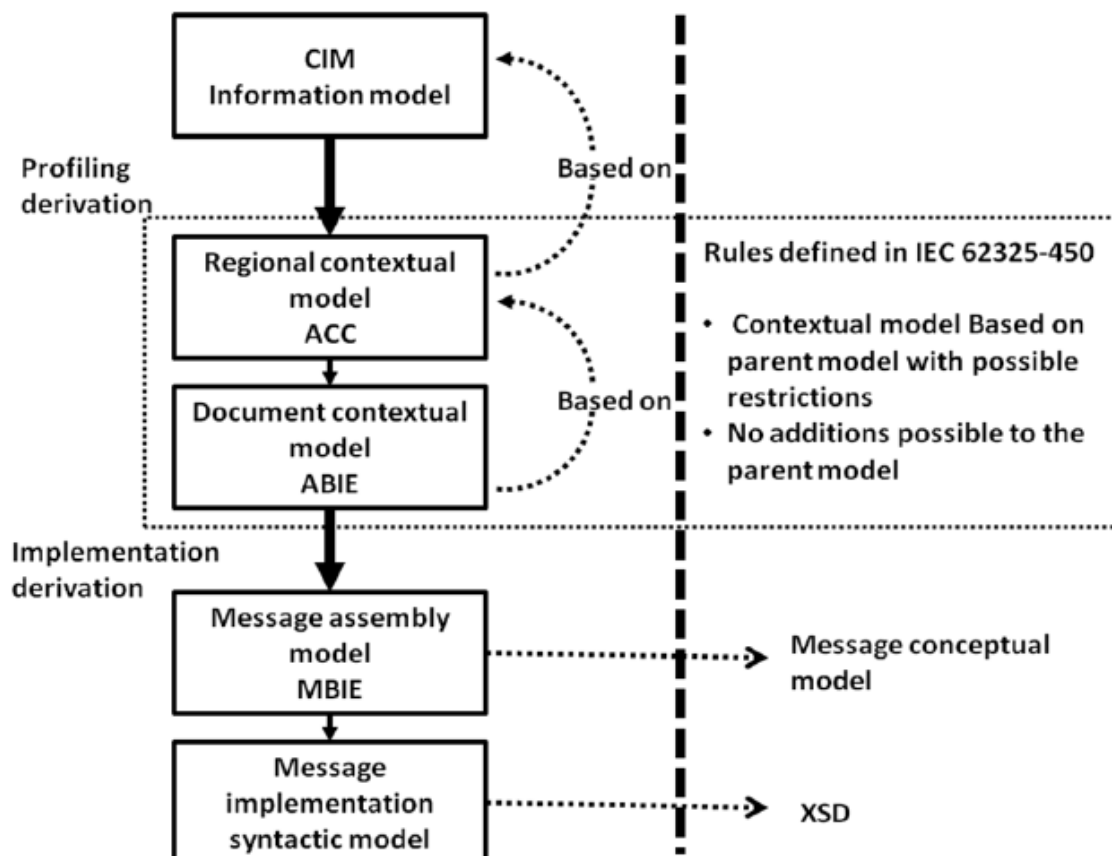 CIM
Information model
Profiling
derivation
Based on
Regional contextual
model
ACC
Rules defined in IEC 62325-450
• Contextual model Based on
parent model with possible
restrictions
• No additions possible to the
parent model
Document contextual
model
ABIE
Based on
Implementation
derivation
Message assembly
model
MBIE
Message conceptual
model
Message
implementation
syntactic model
XSD